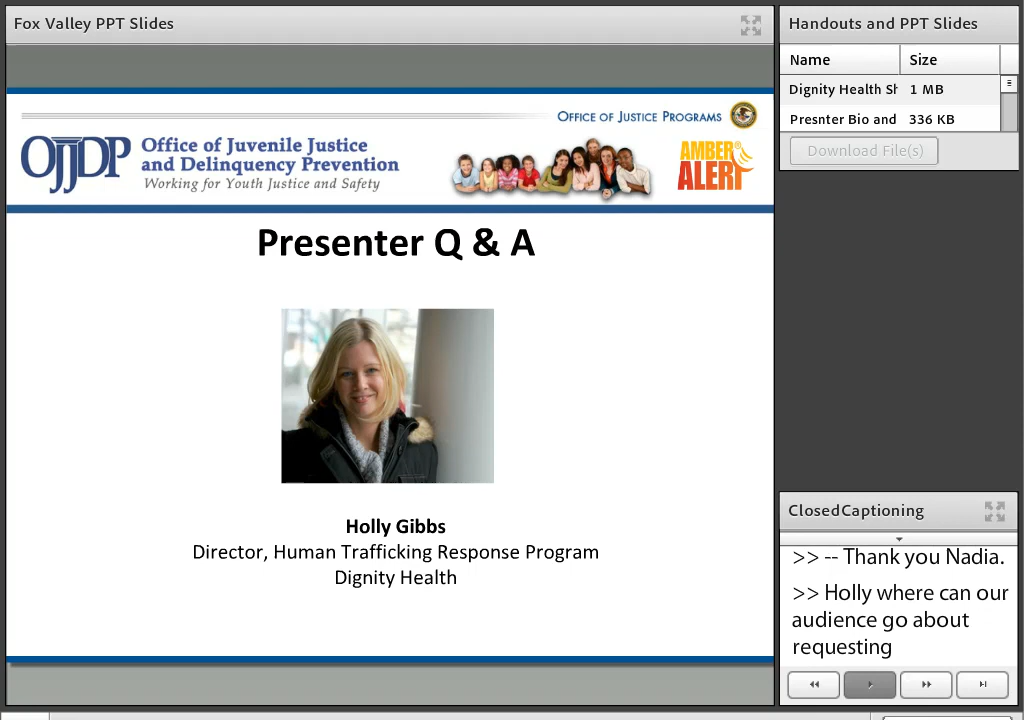 Fox Valley PPT Slides
OFFICE OF JUSTICE PROGRAMS
OJJDP
Office of Juvenile Justice
and Delinquency Prevention
Working for Youth Justice and Safety
AMBER
ALERT
Presenter Q & A
Holly Gibbs
Director, Human Trafficking Response Program
Dignity Health
Handouts and PPT Slides
Name Size
Dignity Health Sh 1 MB
Presnter Bio and 336 KB
Download File(s)
ClosedCaptioning
>> -- Thank you Nadia.
>> Holly where can our
audience go about
requesting